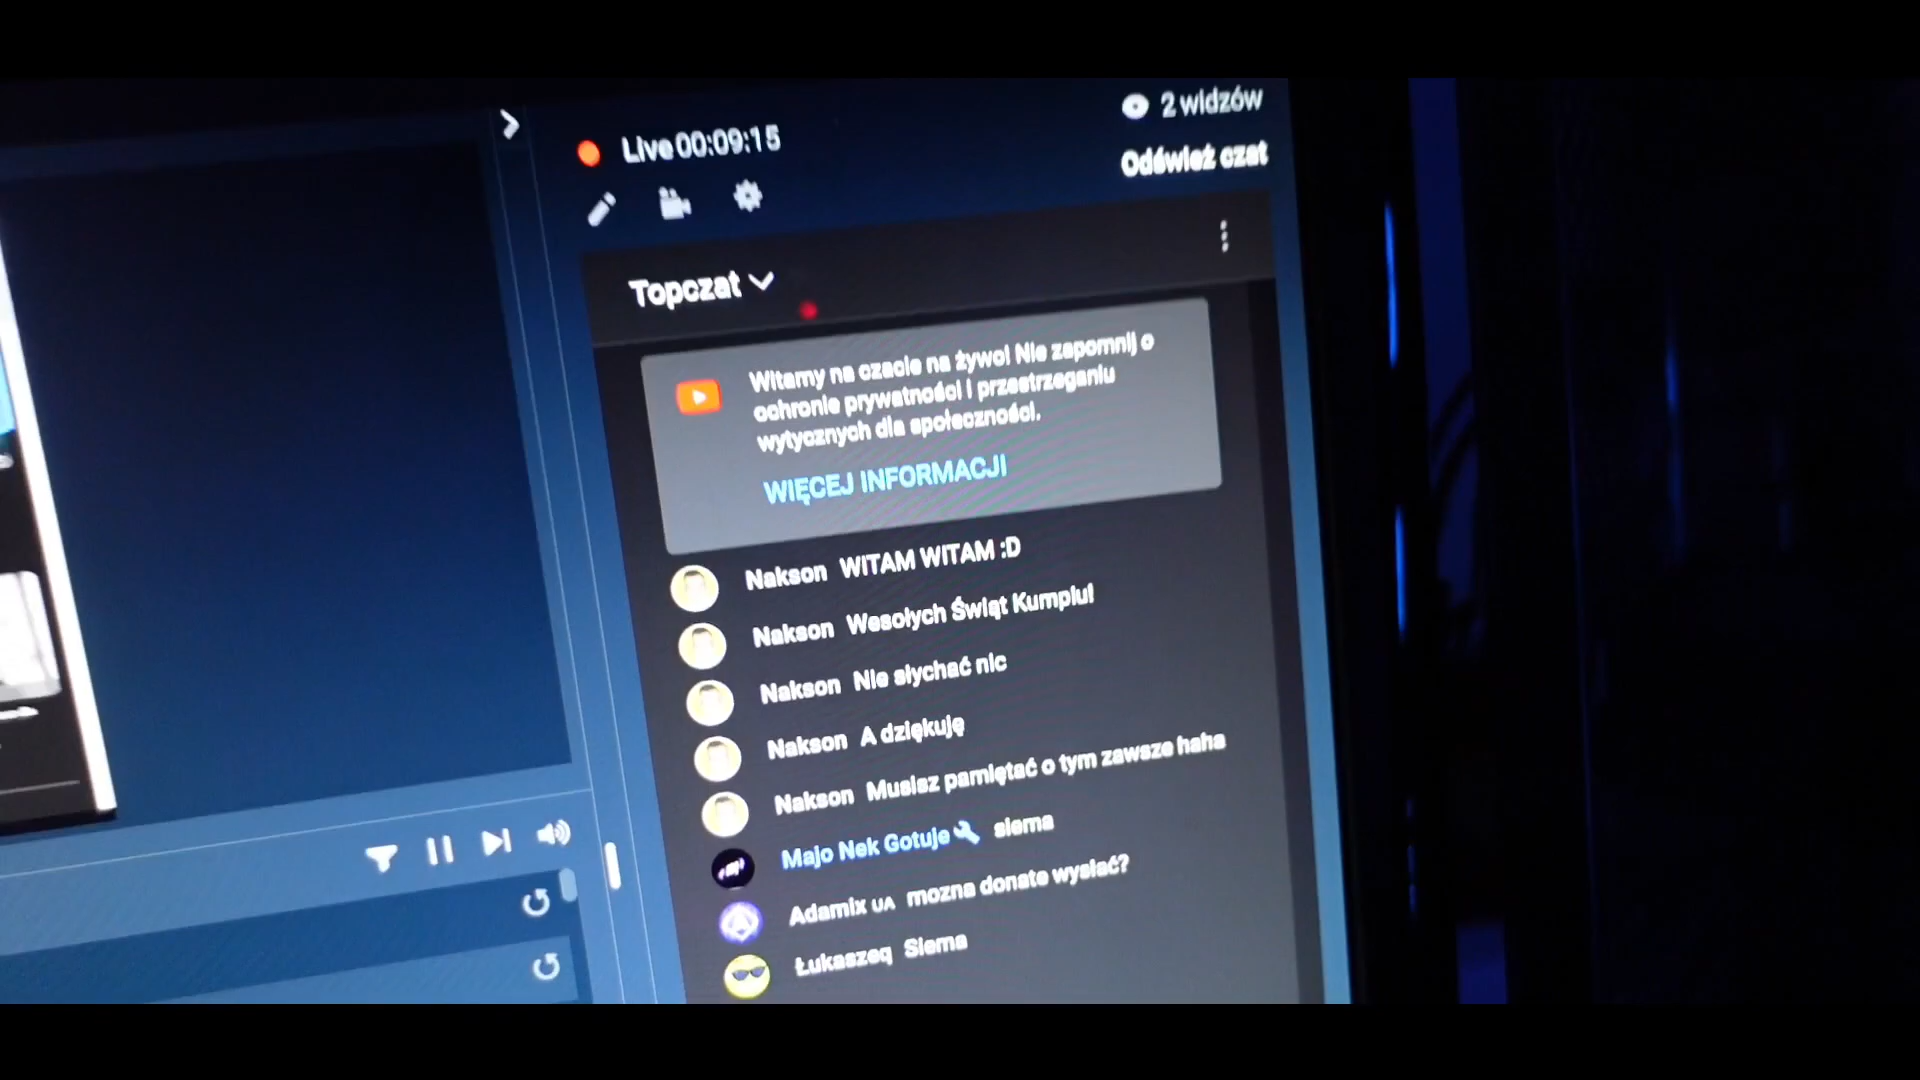 Live 00:09:15
2 widzów
Odśwież czat
Topczat
Witamy na czacie na żywo! Nie zapomnij o
ochronie prywatności i przestrzeganiu
wytycznych dla społeczności.
WIĘCEJ INFORMACJI
Nakson WITAM WITAM :D
Nakson Wesołych Świąt Kumplu!
Nakson Nie słychać nic
Nakson A dziękuję
Nakson Musisz pamiętać o tym zawsze haha
Majo Nek Gotuje siema
Adamix UA mozna donate wysłać?
Łukaszeq Siema